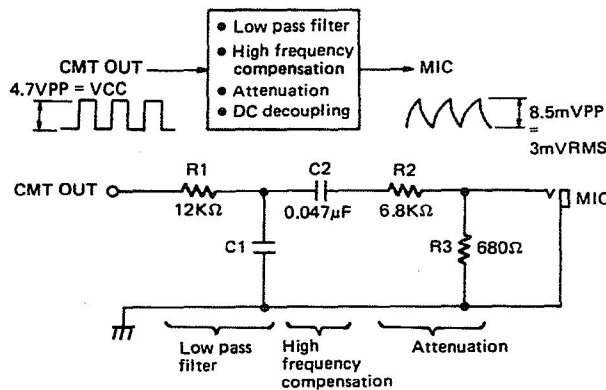 ● Low pass filter
● High frequency
compensation
● Attenuation
● DC decoupling
CMT OUT
MIC
4.7VPP = VCC
8.5mVPP
=
3mVRMS
R1
C2
R2
CMT OUT
MIC
12KΩ
0.047μF
6.8KΩ
C1
R3
680Ω
Low pass
filter
High
frequency
compensation
Attenuation